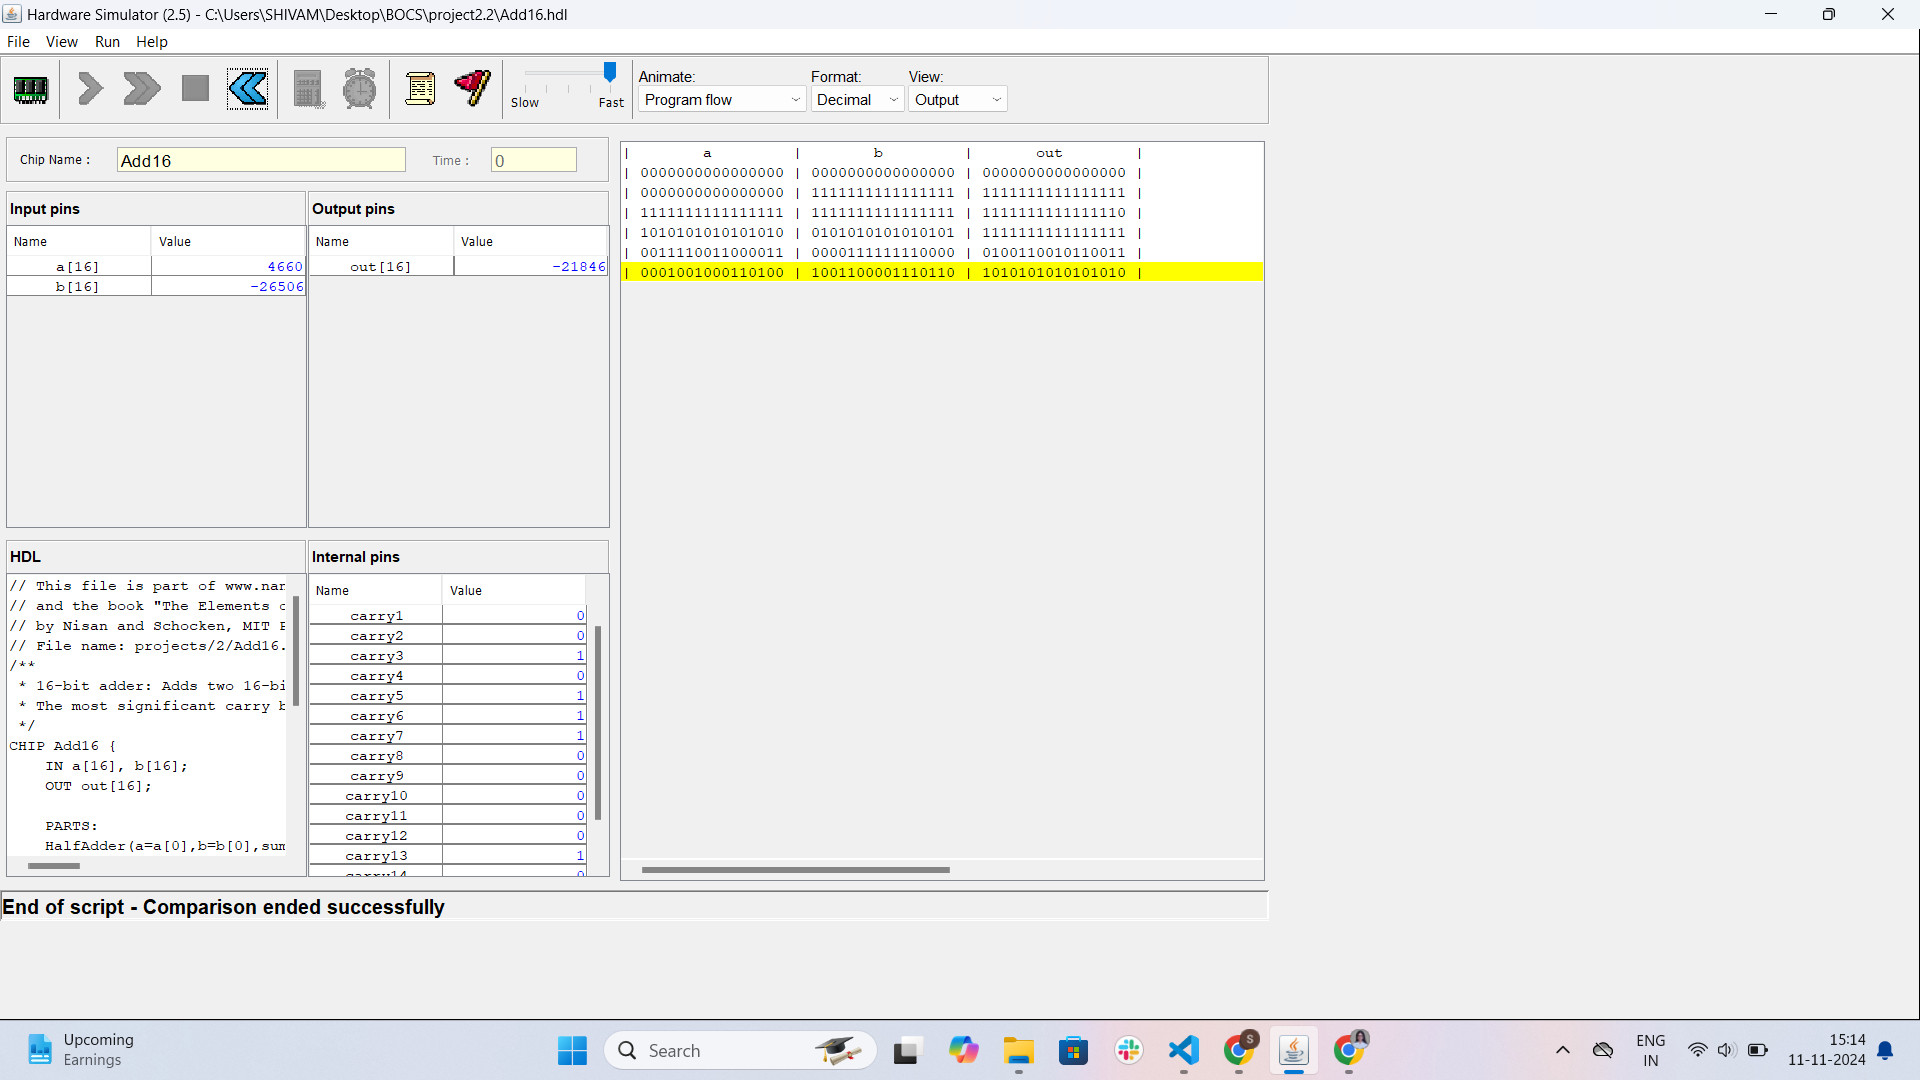 Hardware Simulator (2.5) - C:\Users\SHIVAM\Desktop\BOCS\project2.2\Add16.hdl
File View Run Help
Slow Fast
Animate: Format: View:
Program flow Decimal Output
Chip Name : Add16 Time : 0
Input pins
Name Value
a[16] 4660
b[16] -26506
Output pins
Name Value
out[16] -21846
| a | b | out |
| 0000000000000000 | 0000000000000000 | 0000000000000000 |
| 0000000000000000 | 1111111111111111 | 1111111111111111 |
| 1111111111111111 | 1111111111111111 | 1111111111111110 |
| 1010101010101010 | 0101010101010101 | 1111111111111111 |
| 0011110011000011 | 0000111111110000 | 0100110010110011 |
| 0001001000110100 | 1001100001110110 | 1010101010101010 |
HDL
// This file is part of www.nan
// and the book "The Elements o
// by Nisan and Schocken, MIT P
// File name: projects/2/Add16.
/**
* 16-bit adder: Adds two 16-bi
* The most significant carry b
*/
CHIP Add16 {
IN a[16], b[16];
OUT out[16];
PARTS:
HalfAdder(a=a[0],b=b[0],sum
Internal pins
Name Value
carry1 0
carry2 0
carry3 1
carry4 0
carry5 1
carry6 1
carry7 1
carry8 0
carry9 0
carry10 0
carry11 0
carry12 0
carry13 1
carry14 0
End of script - Comparison ended successfully
Upcoming
Earnings
Search
S
ENG
IN
15:14
11-11-2024